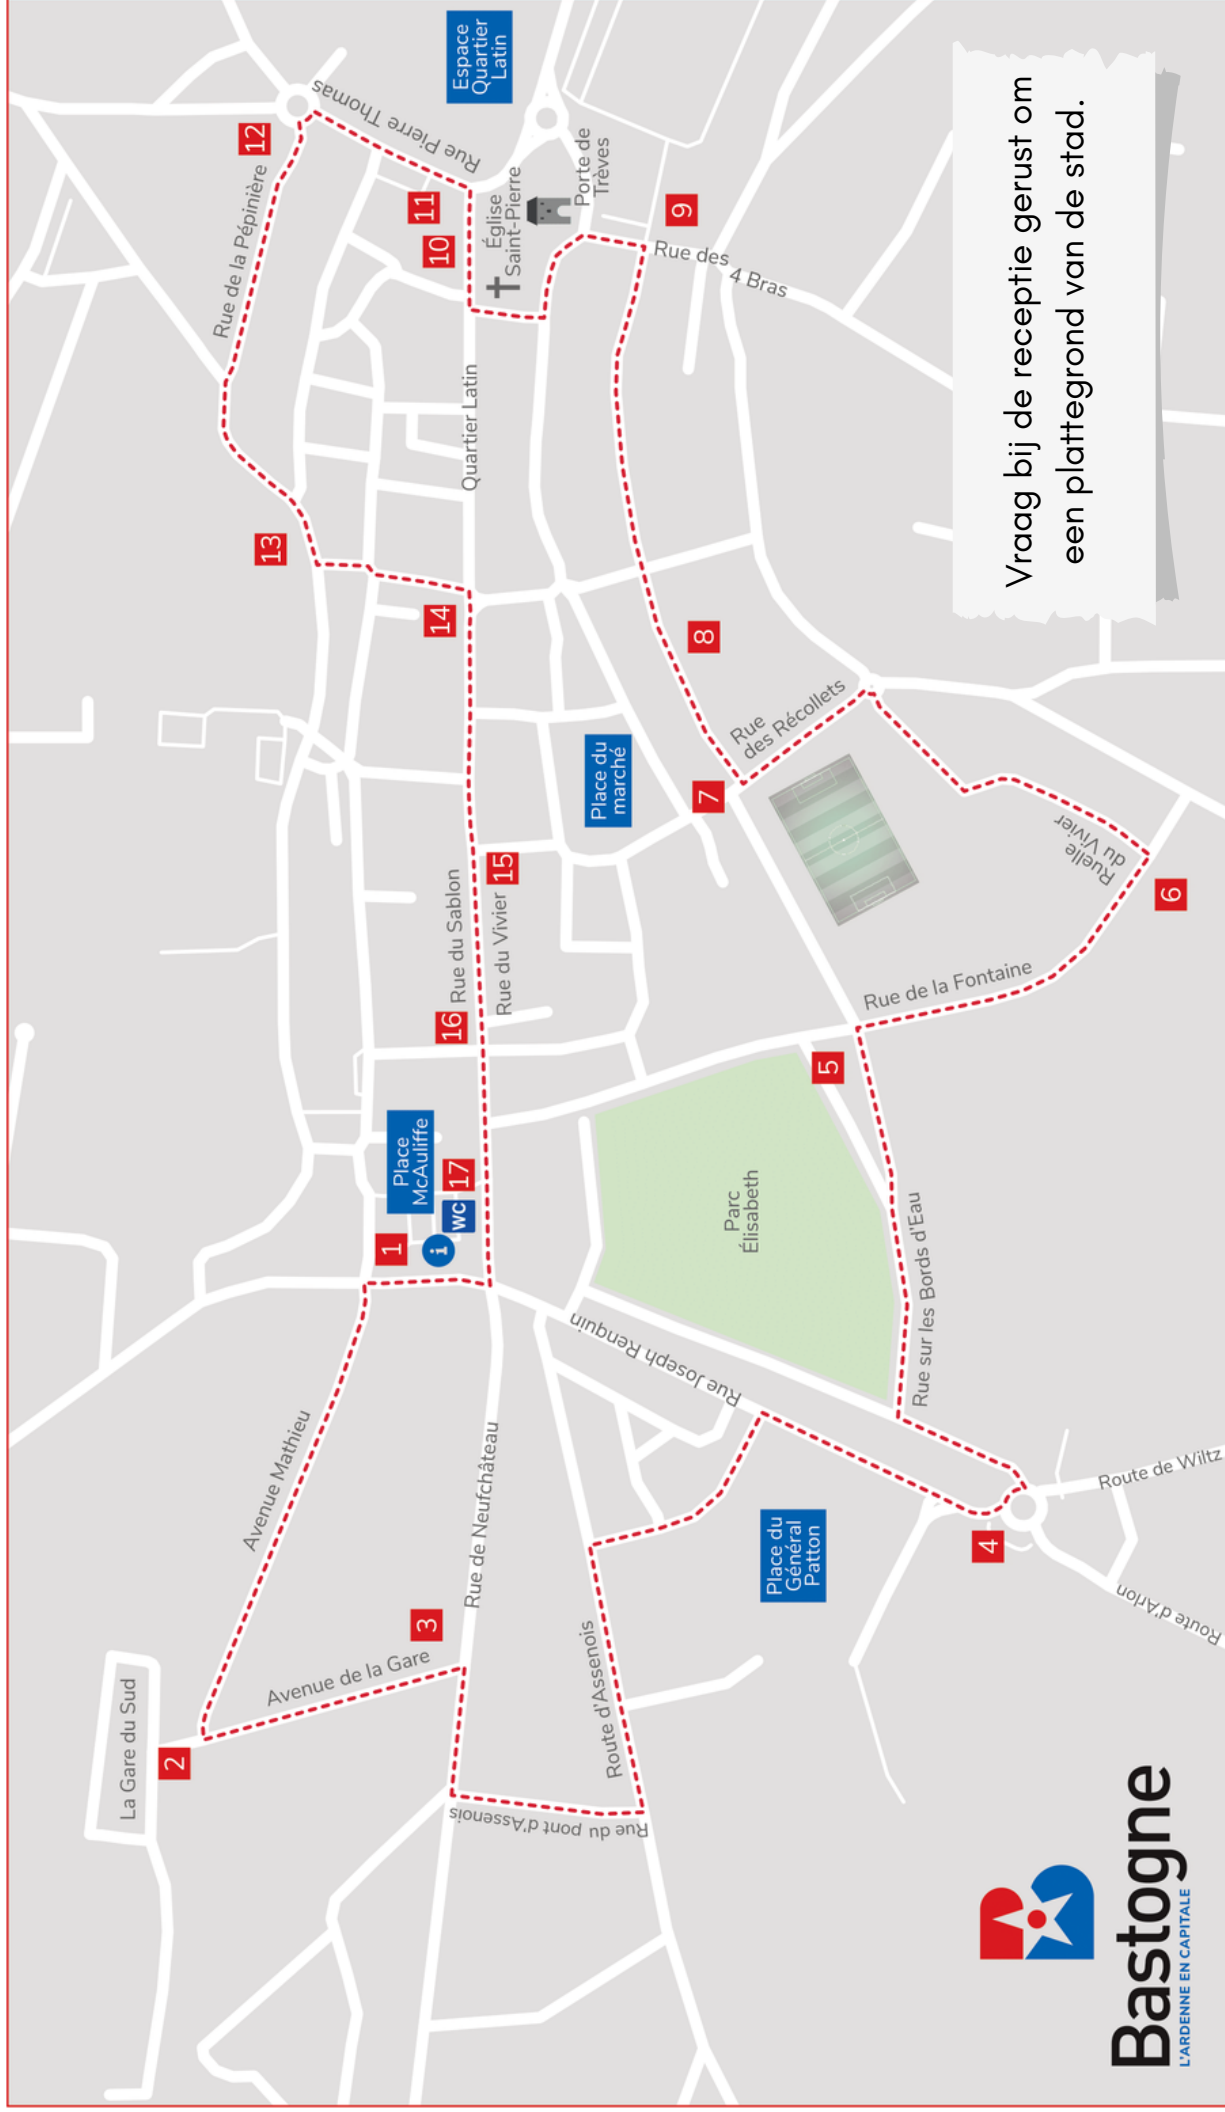 La Gare du Sud
2
Avenue Mathieu
Avenue de la Gare
3
Rue de Neufchâteau
Rue du pont d'Assenois
Route d'Assenois
Place du
Général
Patton
Rue Joseph Renquin
4
Route d'Arlon
Route de Wiltz
Rue sur les Bords d'Eau
Parc
Élisabeth
1
i
WC
17
Place
McAuliffe
16
Rue du Sablon
Rue du Vivier
15
5
Rue de la Fontaine
6
Ruelle
du Vivier
Place du
marché
7
Rue
des Récollets
8
14
13
Quartier Latin
Rue de la Pépinière
12
11
10
Église
Saint-Pierre
Porte de
Trèves
9
Rue des
4 Bras
Rue Pierre Thomas
Espace
Quartier
Latin
Vraag bij de receptie gerust om
een plattegrond van de stad.
Bastogne
L'ARDENNE EN CAPITALE